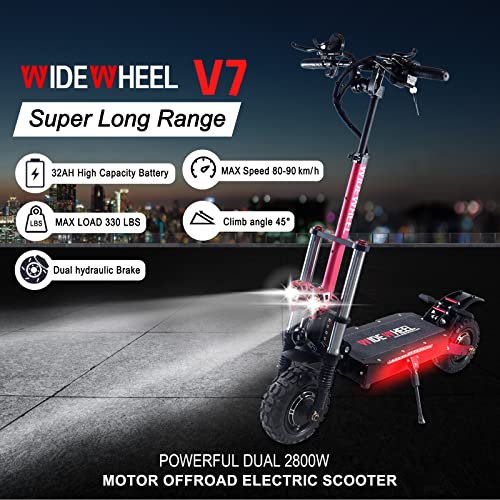 WIDEWHEEL V7
Super Long Range
32AH High Capacity Battery
MAX Speed 80-90 km/h
LBS
MAX LOAD 330 LBS
Climb angle 45°
Dual hydraulic Brake
WIDEWHEEL
WIDEWHEEL
POWERFUL DUAL 2800W
MOTOR OFFROAD ELECTRIC SCOOTER